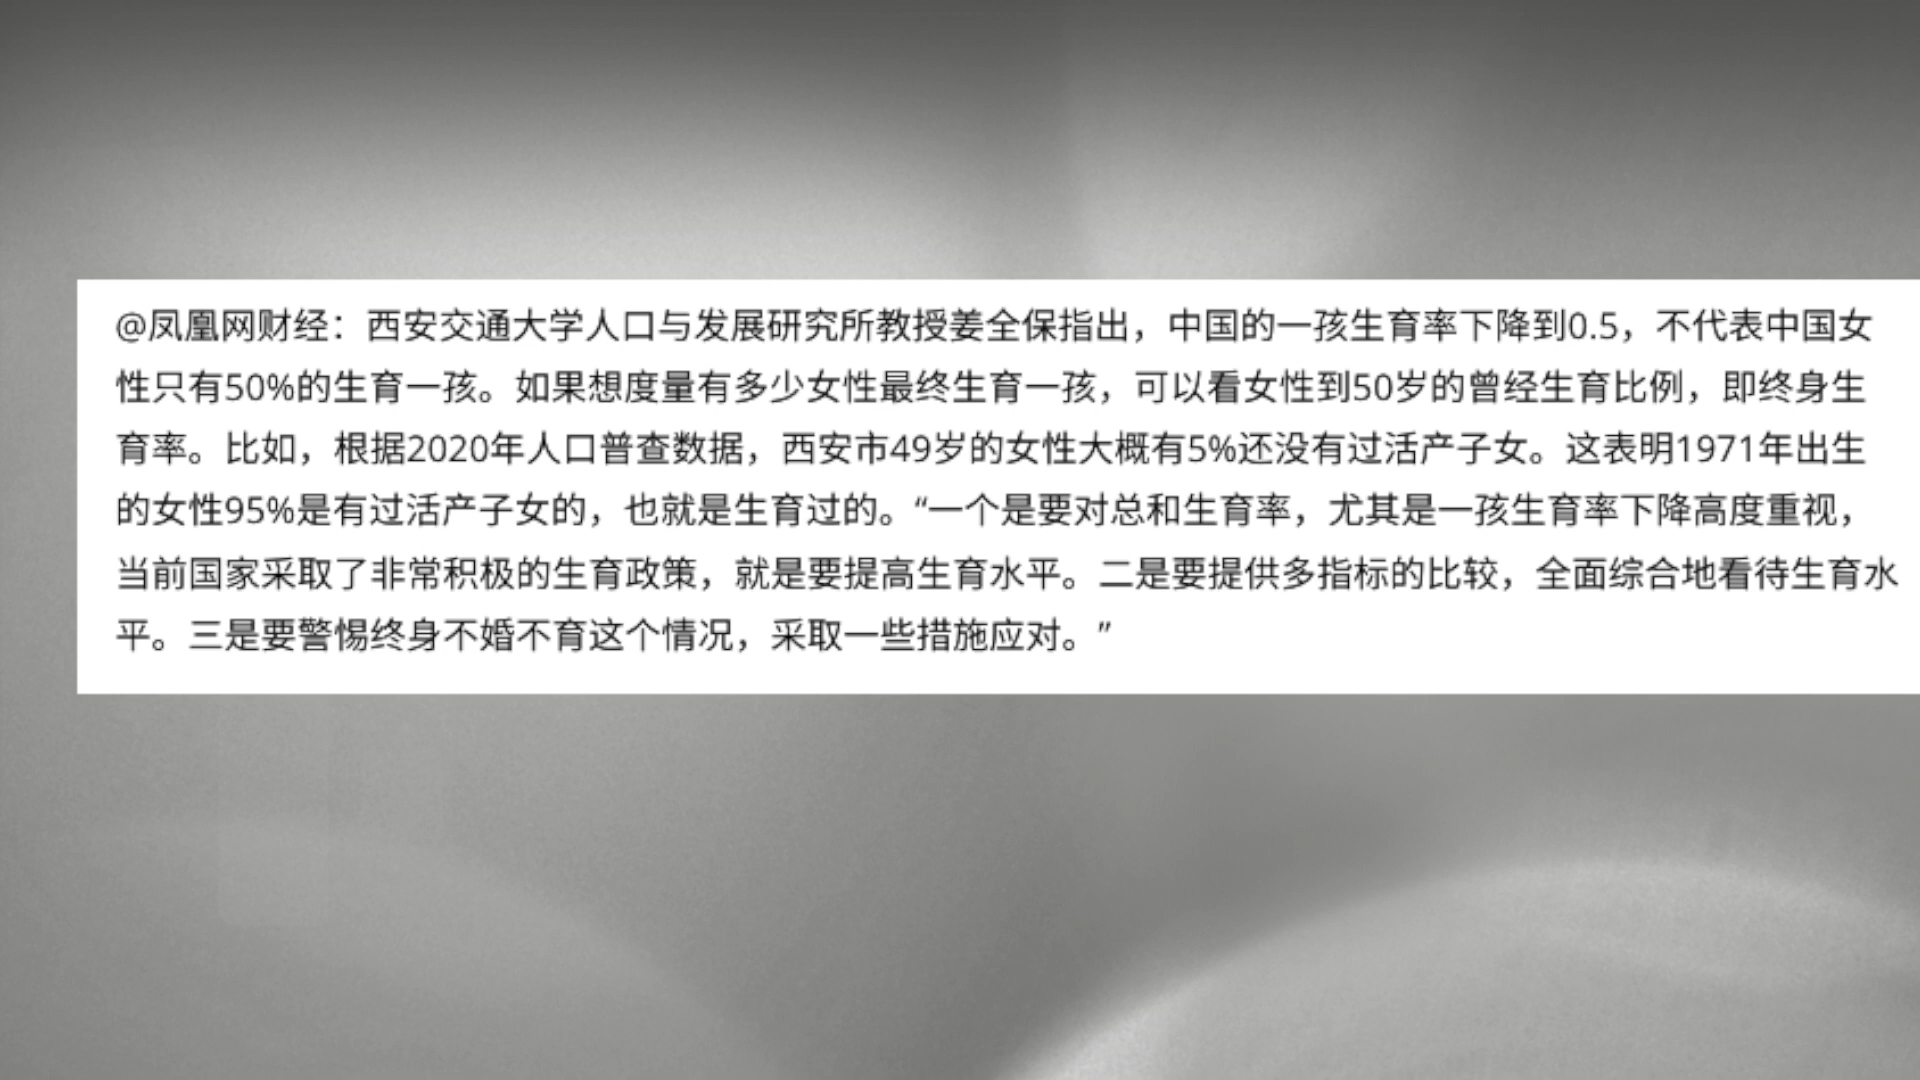 @凤凰网财经：西安交通大学人口与发展研究所教授姜全保指出，中国的一孩生育率下降到0.5，不代表中国女
性只有50%的生育一孩。如果想度量有多少女性最终生育一孩，可以看女性到50岁的曾经生育比例，即终身生
育率。比如，根据2020年人口普查数据，西安市49岁的女性大概有5%还没有过活产子女。这表明1971年出生
的女性95%是有过活产子女的，也就是生育过的。“一个是要对总和生育率，尤其是一孩生育率下降高度重视，
当前国家采取了非常积极的生育政策，就是要提高生育水平。二是要提供多指标的比较，全面综合地看待生育水
平。三是要警惕终身不婚不育这个情况，采取一些措施应对。”